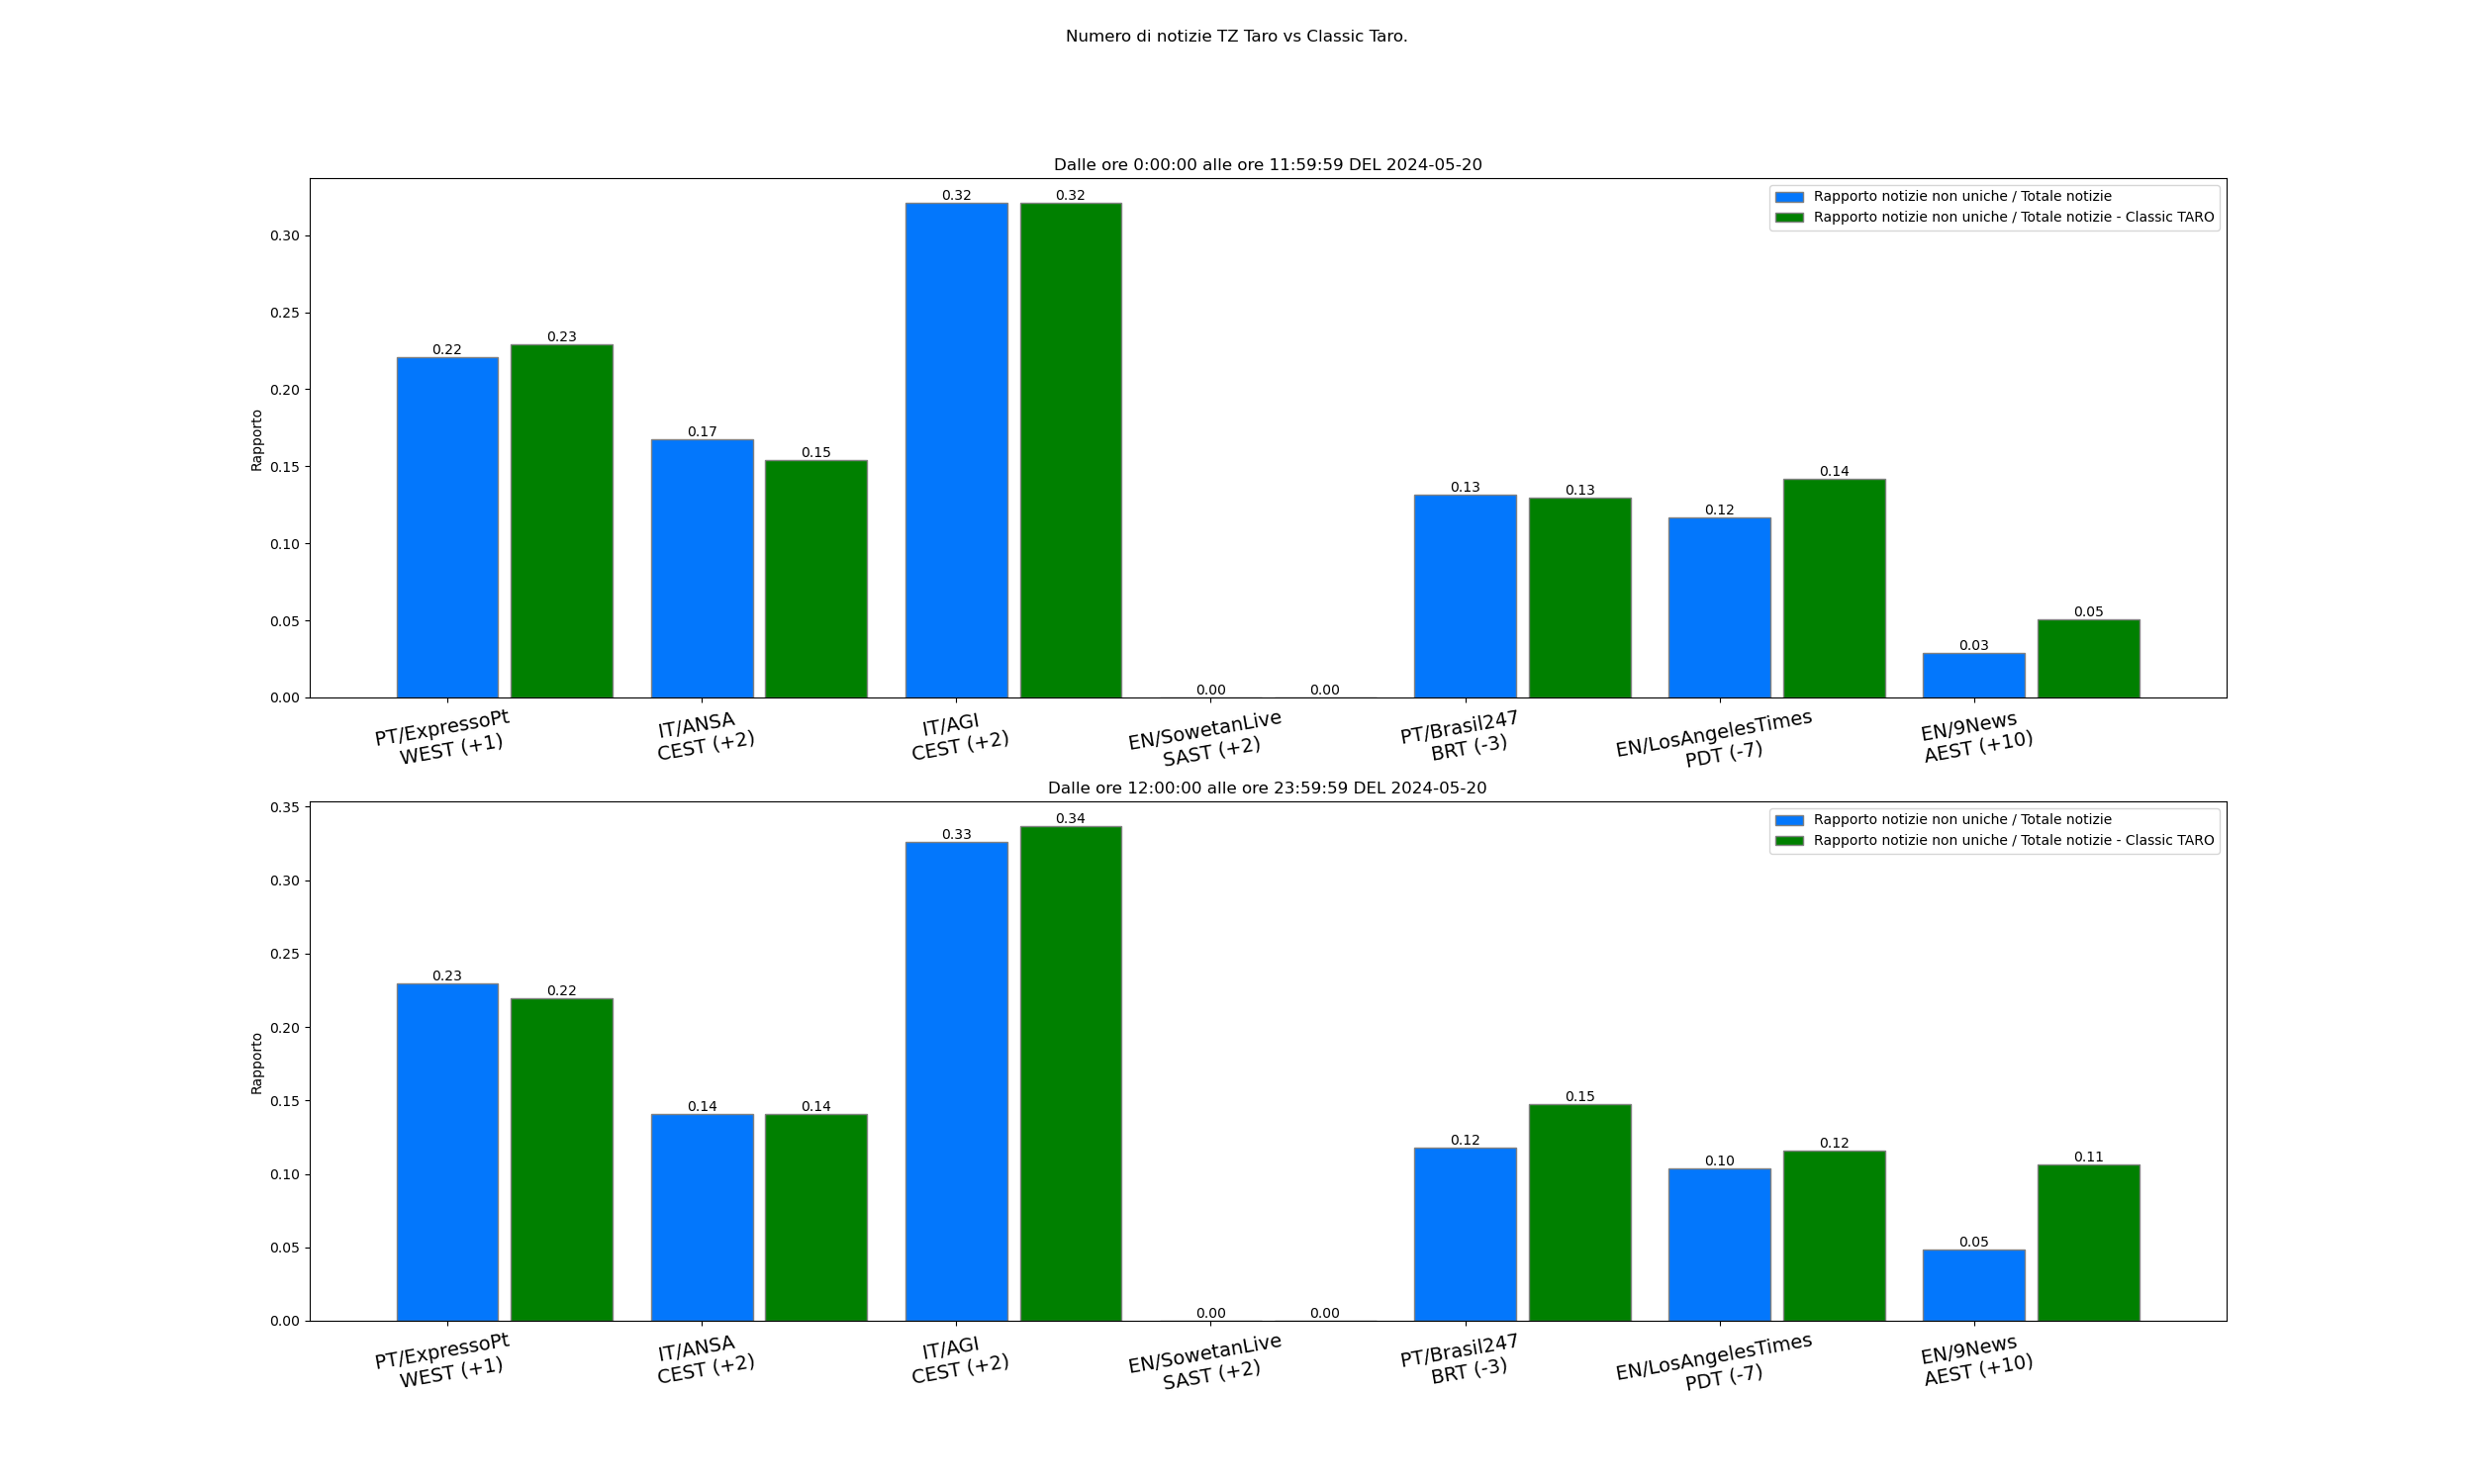 Numero di notizie TZ Taro vs Classic Taro.
Dalle ore 0:00:00 alle ore 11:59:59 DEL 2024-05-20
Rapporto notizie non uniche / Totale notizie
Rapporto notizie non uniche / Totale notizie - Classic TARO
Rapporto
0.30
0.25
0.20
0.15
0.10
0.05
0.00
0.22
0.23
0.17
0.15
0.32
0.32
0.00
0.00
0.13
0.13
0.12
0.14
0.03
0.05
PT/ExpressoPt
WEST (+1)
IT/ANSA
CEST (+2)
IT/AGI
CEST (+2)
EN/SowetanLive
SAST (+2)
PT/Brasil247
BRT (-3)
EN/LosAngelesTimes
PDT (-7)
EN/9News
AEST (+10)
Dalle ore 12:00:00 alle ore 23:59:59 DEL 2024-05-20
Rapporto notizie non uniche / Totale notizie
Rapporto notizie non uniche / Totale notizie - Classic TARO
Rapporto
0.35
0.30
0.25
0.20
0.15
0.10
0.05
0.00
0.23
0.22
0.14
0.14
0.33
0.34
0.00
0.00
0.12
0.15
0.10
0.12
0.05
0.11
PT/ExpressoPt
WEST (+1)
IT/ANSA
CEST (+2)
IT/AGI
CEST (+2)
EN/SowetanLive
SAST (+2)
PT/Brasil247
BRT (-3)
EN/LosAngelesTimes
PDT (-7)
EN/9News
AEST (+10)